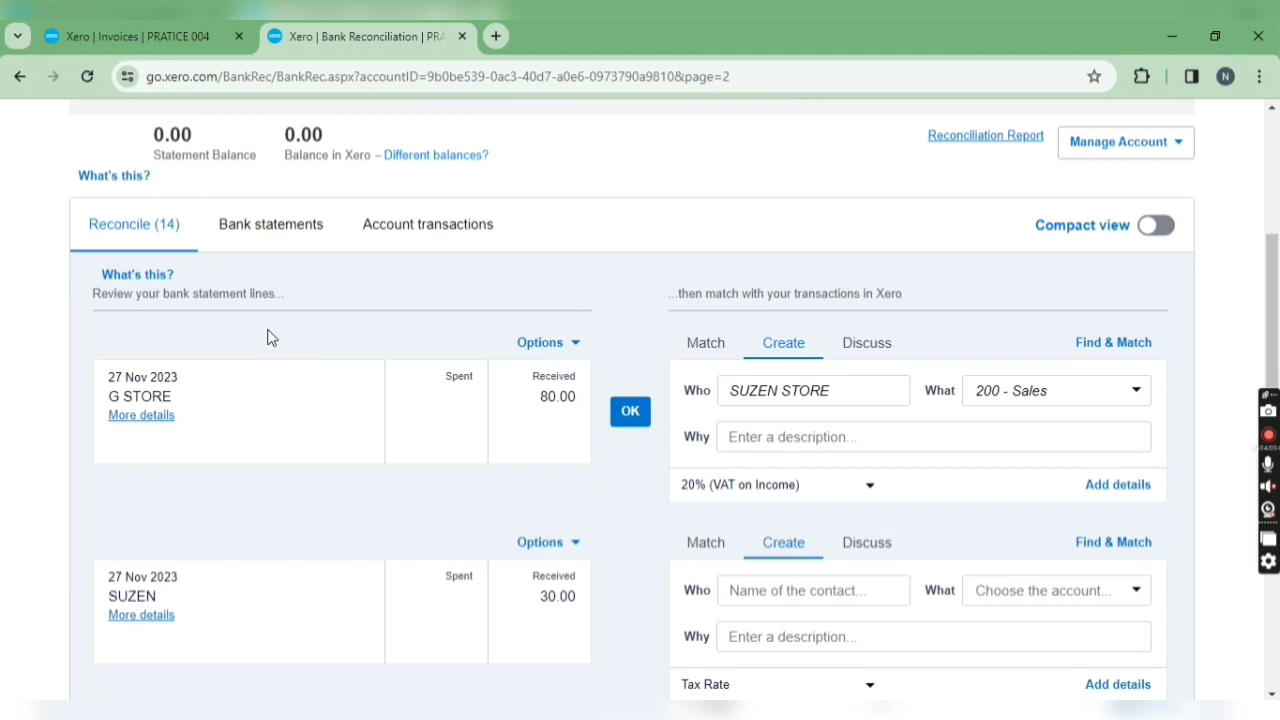 Xero | Invoices | PRATICE 004
Xero | Bank Reconciliation | PRA
go.xero.com/BankRec/BankRec.aspx?accountID=9b0be539-0ac3-40d7-a0e6-0973790a9810&page=2
N
0.00
Statement Balance
0.00
Balance in Xero – Different balances?
Reconciliation Report
Manage Account
What's this?
Reconcile (14)
Bank statements
Account transactions
Compact view
What's this?
Review your bank statement lines...
...then match with your transactions in Xero
Options
Match
Create
Discuss
Find & Match
27 Nov 2023
G STORE
More details
Spent
Received
80.00
OK
Who
SUZEN STORE
What
200 - Sales
Why
Enter a description...
20% (VAT on Income)
Add details
Options
Match
Create
Discuss
Find & Match
27 Nov 2023
SUZEN
More details
Spent
Received
30.00
Who
Name of the contact...
What
Choose the account...
Why
Enter a description...
Tax Rate
Add details